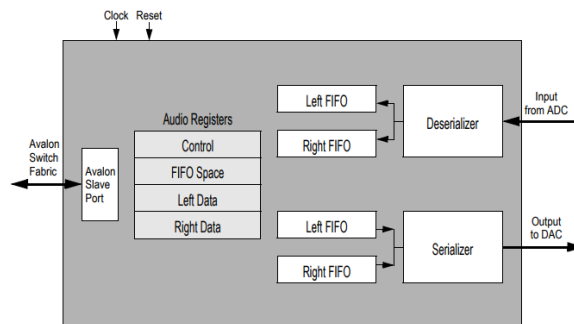 Clock Reset
Left FIFO
Right FIFO
Deserializer
Input
from ADC
Audio Registers
Control
FIFO Space
Left Data
Right Data
Avalon
Switch
Fabric
Avalon
Slave
Port
Left FIFO
Right FIFO
Serializer
Output
to DAC